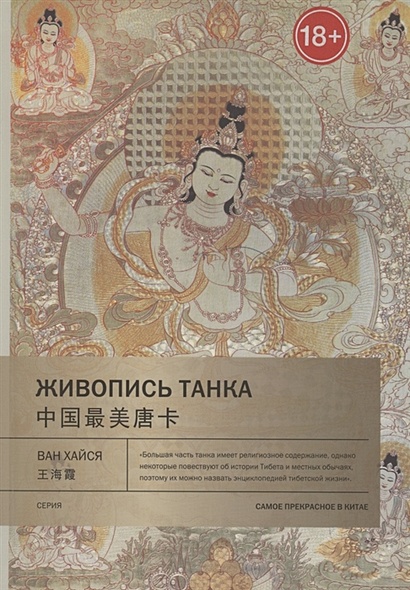 18+
ЖИВОПИСЬ ТАНКА
中国最美唐卡
ВАН ХАЙСЯ
王海霞
«Большая часть танка имеет религиозное содержание, однако
некоторые повествуют об истории Тибета и местных обычаях,
поэтому их можно назвать энциклопедией тибетской жизни».
СЕРИЯ
САМОЕ ПРЕКРАСНОЕ В КИТАЕ